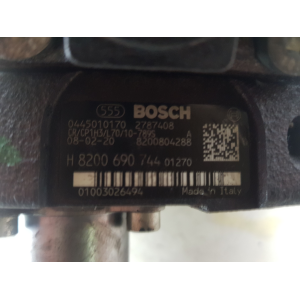 BOSCH
0445010170 2787408
CR/CP1H3/L70/10-789S A
08-02-20 8200804288
H 8200 690 744 01270
01003026494 Made in Italy